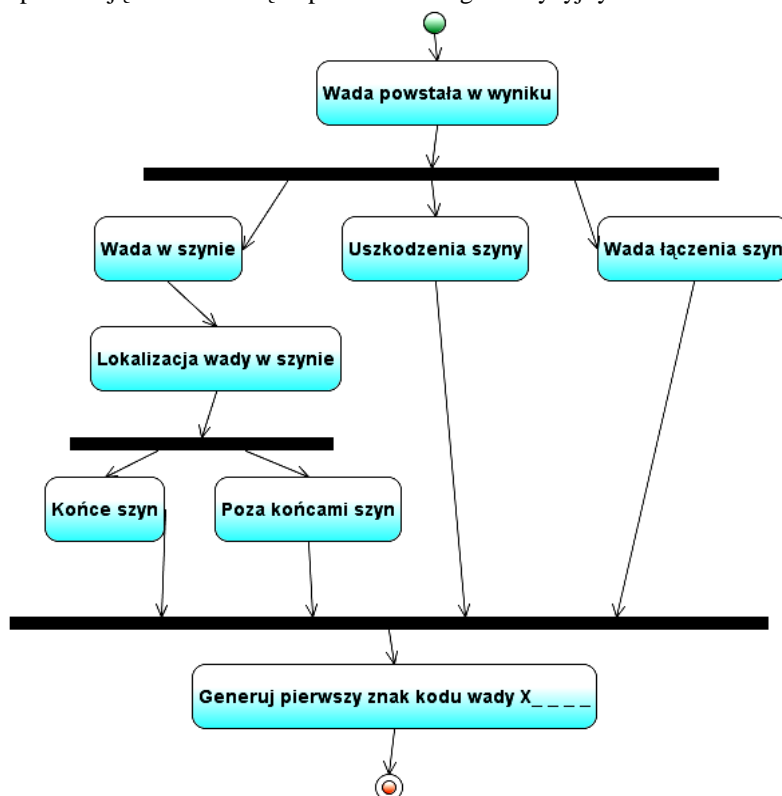 Wada powstała w wyniku
Wada w szynie
Uszkodzenia szyny
Wada łączenia szyn
Lokalizacja wady w szynie
Końce szyn
Poza końcami szyn
Generuj pierwszy znak kodu wady X_ _ _ _